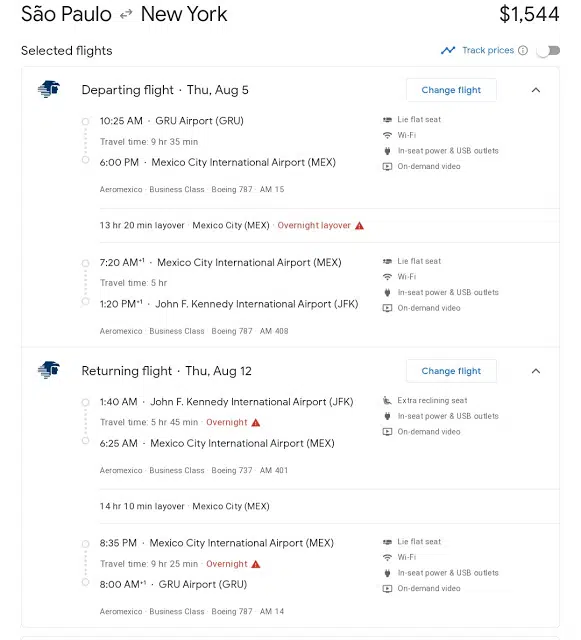 São Paulo New York $1,544
Selected flights Track prices
Departing flight · Thu, Aug 5 Change flight
10:25 AM · GRU Airport (GRU)
Travel time: 9 hr 35 min
6:00 PM · Mexico City International Airport (MEX)
Aeromexico · Business Class · Boeing 787 · AM 15
Lie flat seat
Wi-Fi
In-seat power & USB outlets
On-demand video
13 hr 20 min layover · Mexico City (MEX) · Overnight layover
7:20 AM+1 · Mexico City International Airport (MEX)
Travel time: 5 hr
1:20 PM+1 · John F. Kennedy International Airport (JFK)
Aeromexico · Business Class · Boeing 787 · AM 408
Lie flat seat
Wi-Fi
In-seat power & USB outlets
On-demand video
Returning flight · Thu, Aug 12 Change flight
1:40 AM · John F. Kennedy International Airport (JFK)
Travel time: 5 hr 45 min · Overnight
6:25 AM · Mexico City International Airport (MEX)
Aeromexico · Business Class · Boeing 737 · AM 401
Extra reclining seat
In-seat power & USB outlets
On-demand video
14 hr 10 min layover · Mexico City (MEX)
8:35 PM · Mexico City International Airport (MEX)
Travel time: 9 hr 25 min · Overnight
8:00 AM+1 · GRU Airport (GRU)
Aeromexico · Business Class · Boeing 787 · AM 14
Lie flat seat
Wi-Fi
In-seat power & USB outlets
On-demand video